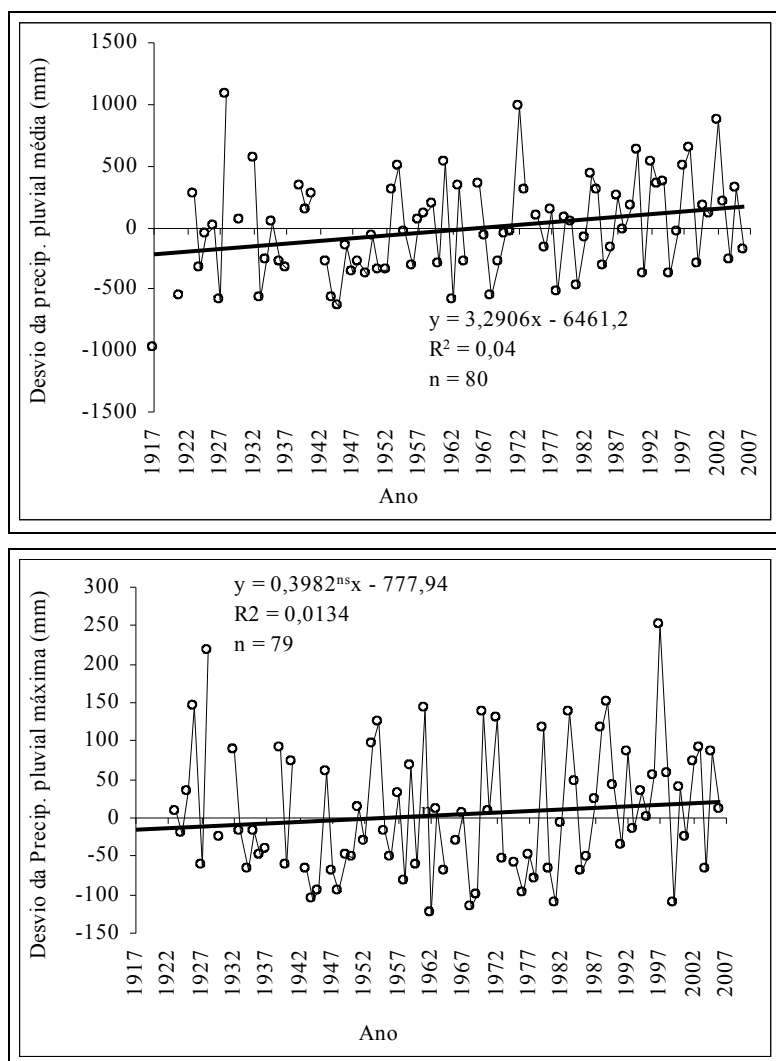 Desvio da precip. pluvial média (mm)
1500
1000
500
0
-500
-1000
-1500
y = 3,2906x - 6461,2
R² = 0,04
n = 80
1917 1922 1927 1932 1937 1942 1947 1952 1957 1962 1967 1972 1977 1982 1987 1992 1997 2002 2007
Ano
Desvio da Precip. pluvial máxima (mm)
300
250
200
150
100
50
0
-50
-100
-150
y = 0,3982ⁿˢx - 777,94
R2 = 0,0134
n = 79
n
1917 1922 1927 1932 1937 1942 1947 1952 1957 1962 1967 1972 1977 1982 1987 1992 1997 2002 2007
Ano